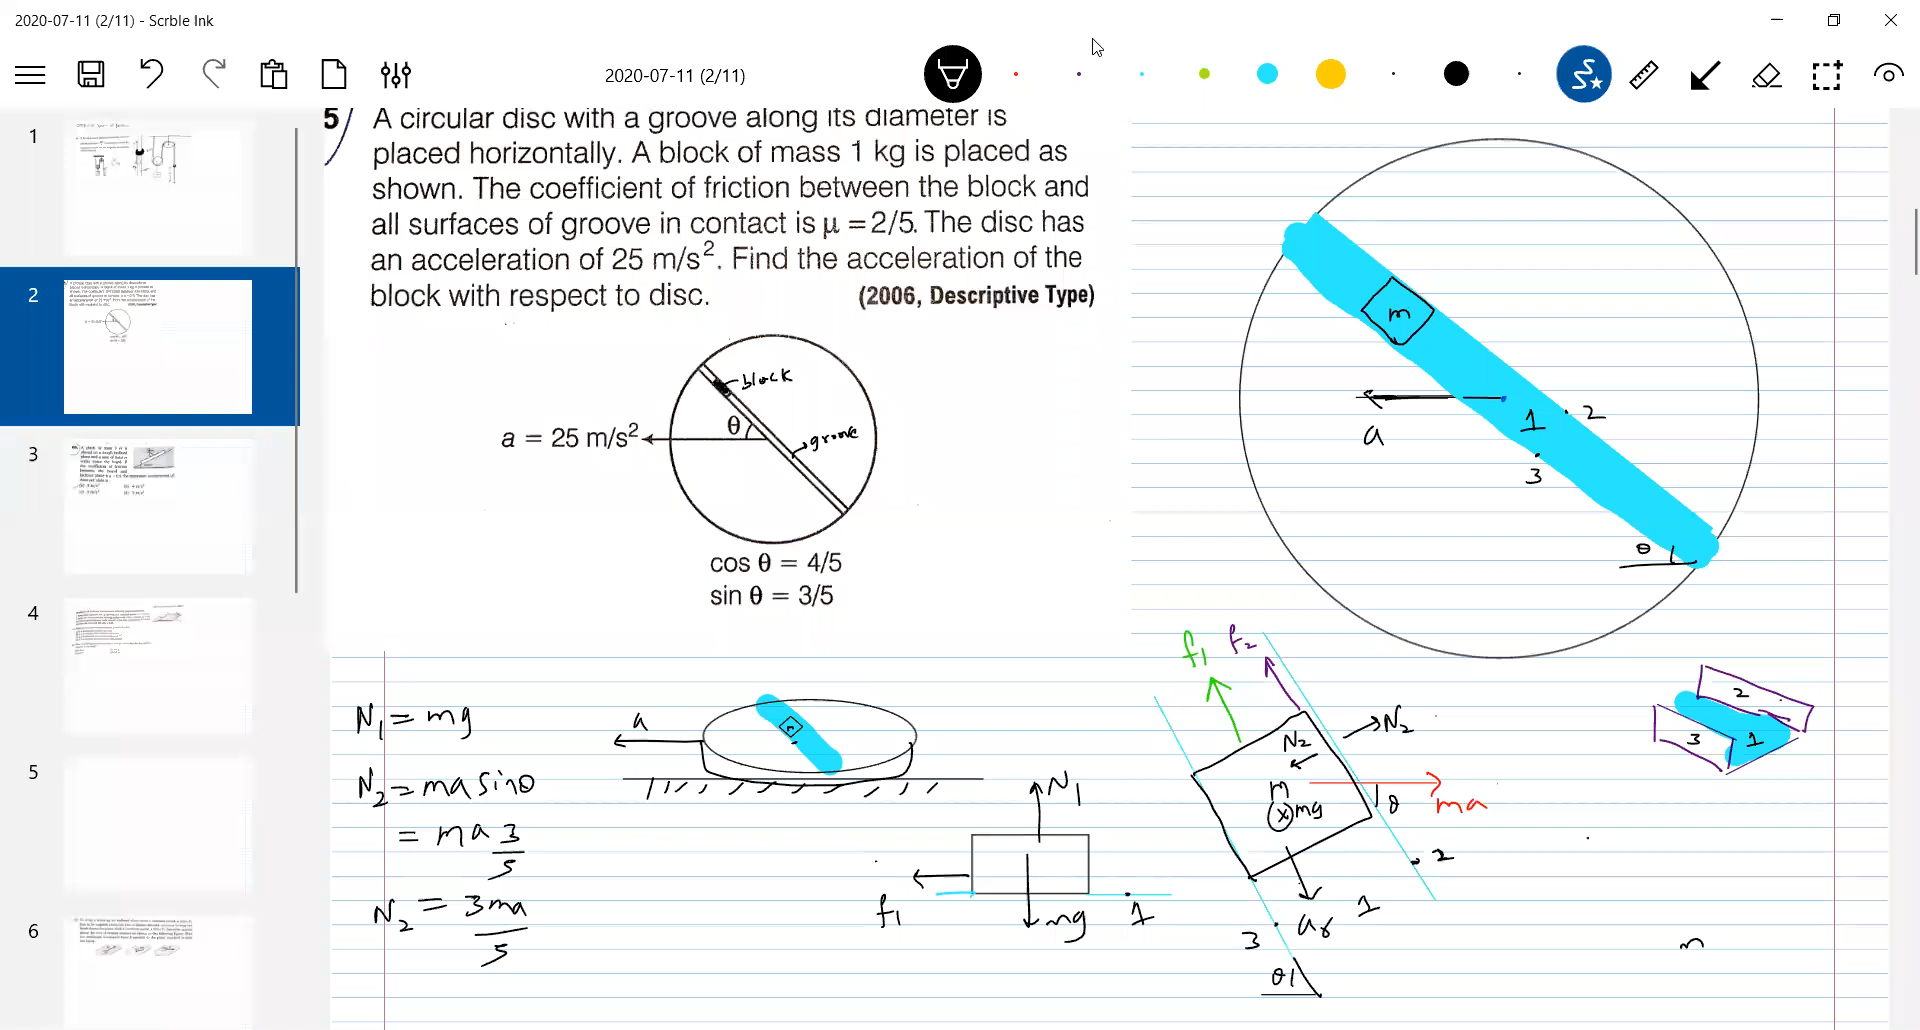 2020-07-11 (2/11) - Scrble Ink
2020-07-11 (2/11)
1
2
3
4
5
6
5
A circular disc with a groove along its diameter is
placed horizontally. A block of mass 1 kg is placed as
shown. The coefficient of friction between the block and
all surfaces of groove in contact is μ = 2/5. The disc has
an acceleration of 25 m/s². Find the acceleration of the
block with respect to disc.
(2006, Descriptive Type)
block
θ
groove
a = 25 m/s²
cos θ = 4/5
sin θ = 3/5
m
a
1
2
3
θ
N₁ = mg
N₂ = ma sinθ
= ma 3/5
N₂ = 3ma/5
a
m
N₁
f₁
mg
1
f₁
f₂
N₂
N₂
m
mg
θ
ma
2
ar
1
3
θ
2
3
1
m